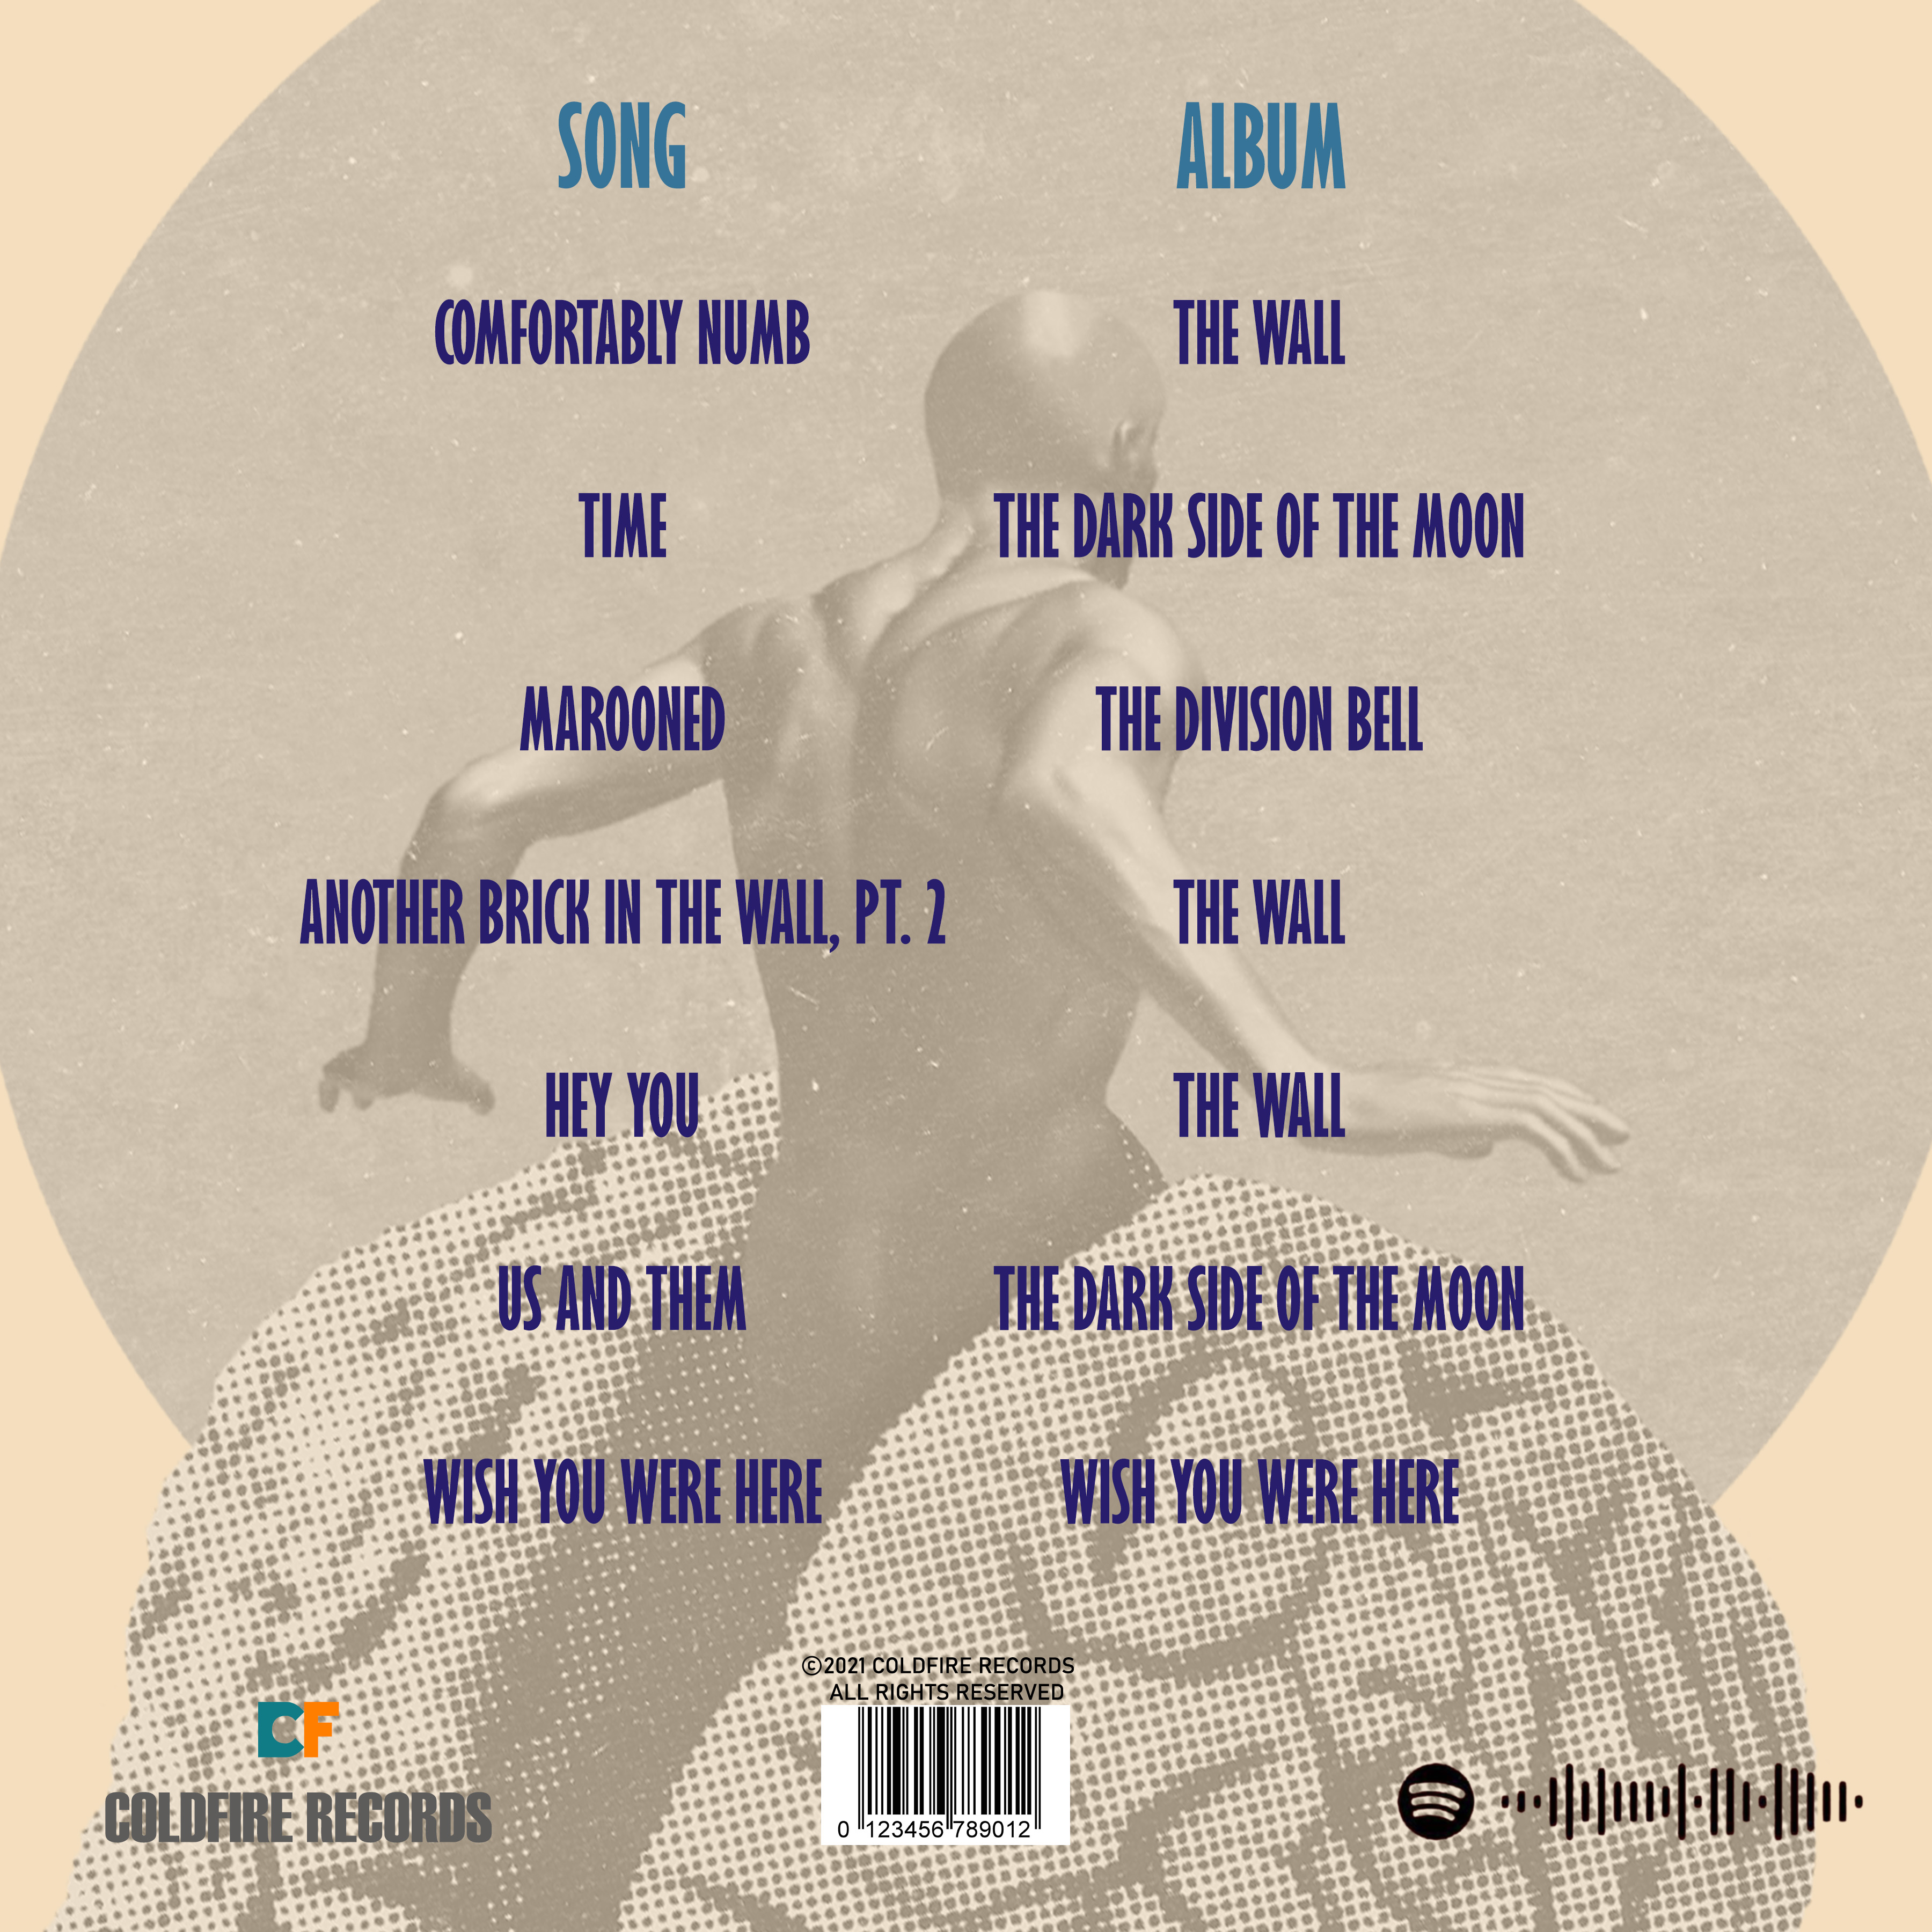 SONG ALBUM
COMFORTABLY NUMB THE WALL
TIME THE DARK SIDE OF THE MOON
MAROONED THE DIVISION BELL
ANOTHER BRICK IN THE WALL, PT. 2 THE WALL
HEY YOU THE WALL
US AND THEM THE DARK SIDE OF THE MOON
WISH YOU WERE HERE WISH YOU WERE HERE
©2021 COLDFIRE RECORDS
ALL RIGHTS RESERVED
CF
COLDFIRE RECORDS
0 123456 789012